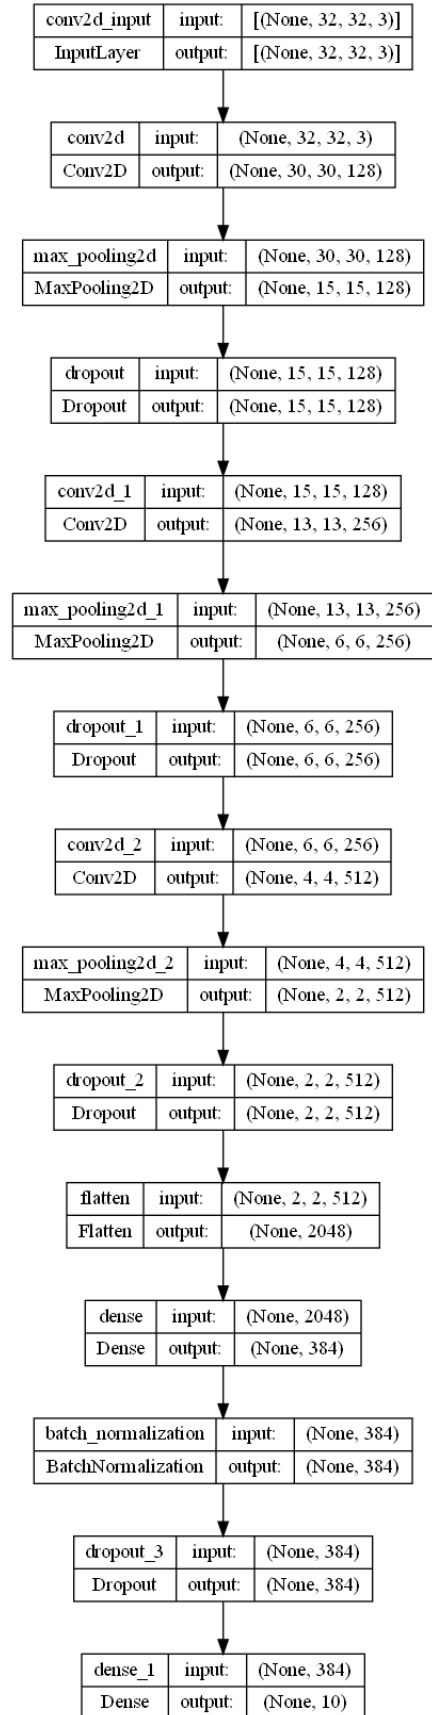 conv2d_input input: [(None, 32, 32, 3)]
InputLayer output: [(None, 32, 32, 3)]
conv2d input: (None, 32, 32, 3)
Conv2D output: (None, 30, 30, 128)
max_pooling2d input: (None, 30, 30, 128)
MaxPooling2D output: (None, 15, 15, 128)
dropout input: (None, 15, 15, 128)
Dropout output: (None, 15, 15, 128)
conv2d_1 input: (None, 15, 15, 128)
Conv2D output: (None, 13, 13, 256)
max_pooling2d_1 input: (None, 13, 13, 256)
MaxPooling2D output: (None, 6, 6, 256)
dropout_1 input: (None, 6, 6, 256)
Dropout output: (None, 6, 6, 256)
conv2d_2 input: (None, 6, 6, 256)
Conv2D output: (None, 4, 4, 512)
max_pooling2d_2 input: (None, 4, 4, 512)
MaxPooling2D output: (None, 2, 2, 512)
dropout_2 input: (None, 2, 2, 512)
Dropout output: (None, 2, 2, 512)
flatten input: (None, 2, 2, 512)
Flatten output: (None, 2048)
dense input: (None, 2048)
Dense output: (None, 384)
batch_normalization input: (None, 384)
BatchNormalization output: (None, 384)
dropout_3 input: (None, 384)
Dropout output: (None, 384)
dense_1 input: (None, 384)
Dense output: (None, 10)